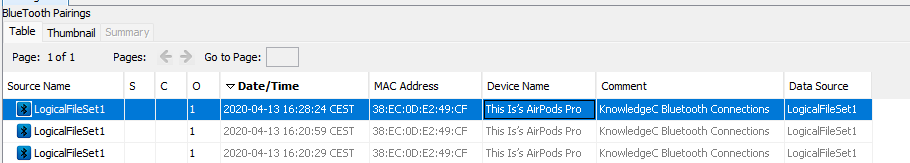 BlueTooth Pairings
Table Thumbnail Summary
Page: 1 of 1 Pages: Go to Page:
Source Name S C O Date/Time MAC Address Device Name Comment Data Source
LogicalFileSet1 1 2020-04-13 16:28:24 CEST 38:EC:0D:E2:49:CF This Is's AirPods Pro KnowledgeC Bluetooth Connections LogicalFileSet1
LogicalFileSet1 1 2020-04-13 16:20:59 CEST 38:EC:0D:E2:49:CF This Is's AirPods Pro KnowledgeC Bluetooth Connections LogicalFileSet1
LogicalFileSet1 1 2020-04-13 16:20:29 CEST 38:EC:0D:E2:49:CF This Is's AirPods Pro KnowledgeC Bluetooth Connections LogicalFileSet1